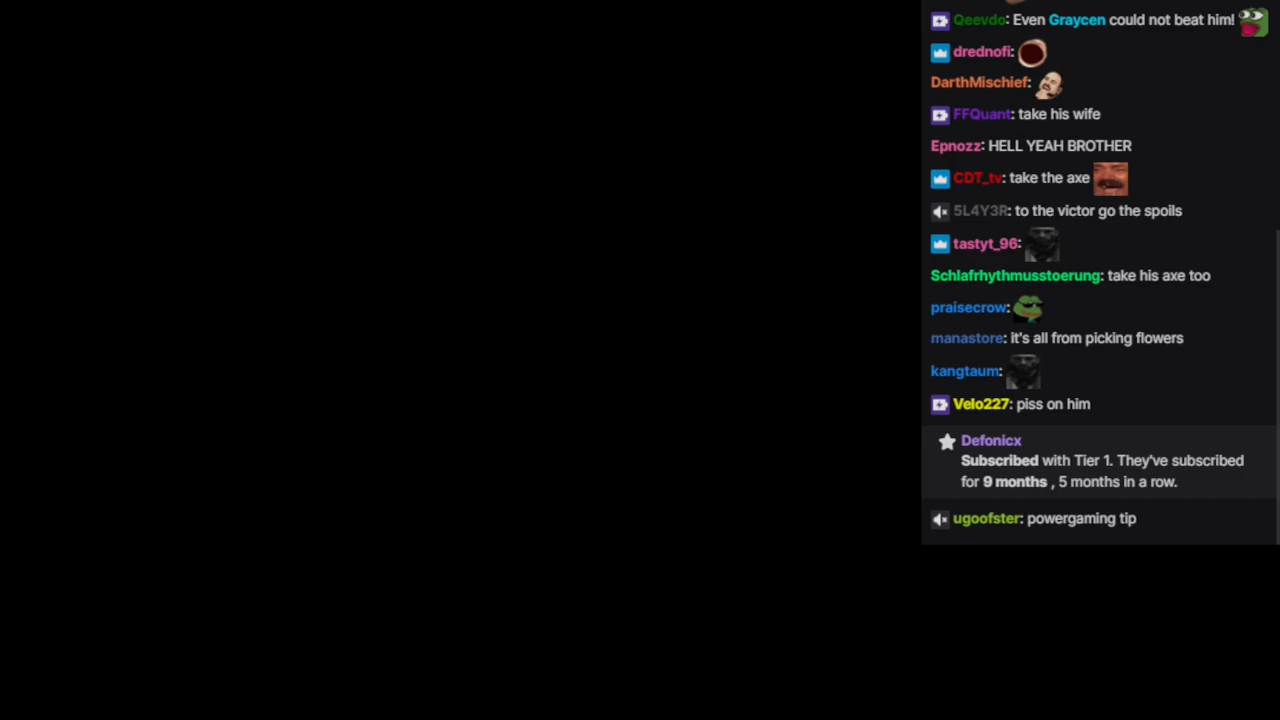 Qeevdo: Even Graycen could not beat him!
drednofi:
DarthMischief:
FFQuant: take his wife
Epnozz: HELL YEAH BROTHER
CDT_tv: take the axe
5L4Y3R: to the victor go the spoils
tastyt_96:
Schlafrhythmusstoerung: take his axe too
praisecrow:
manastore: it's all from picking flowers
kangtaum:
Velo227: piss on him
Defonicx
Subscribed with Tier 1. They've subscribed
for 9 months , 5 months in a row.
ugoofster: powergaming tip